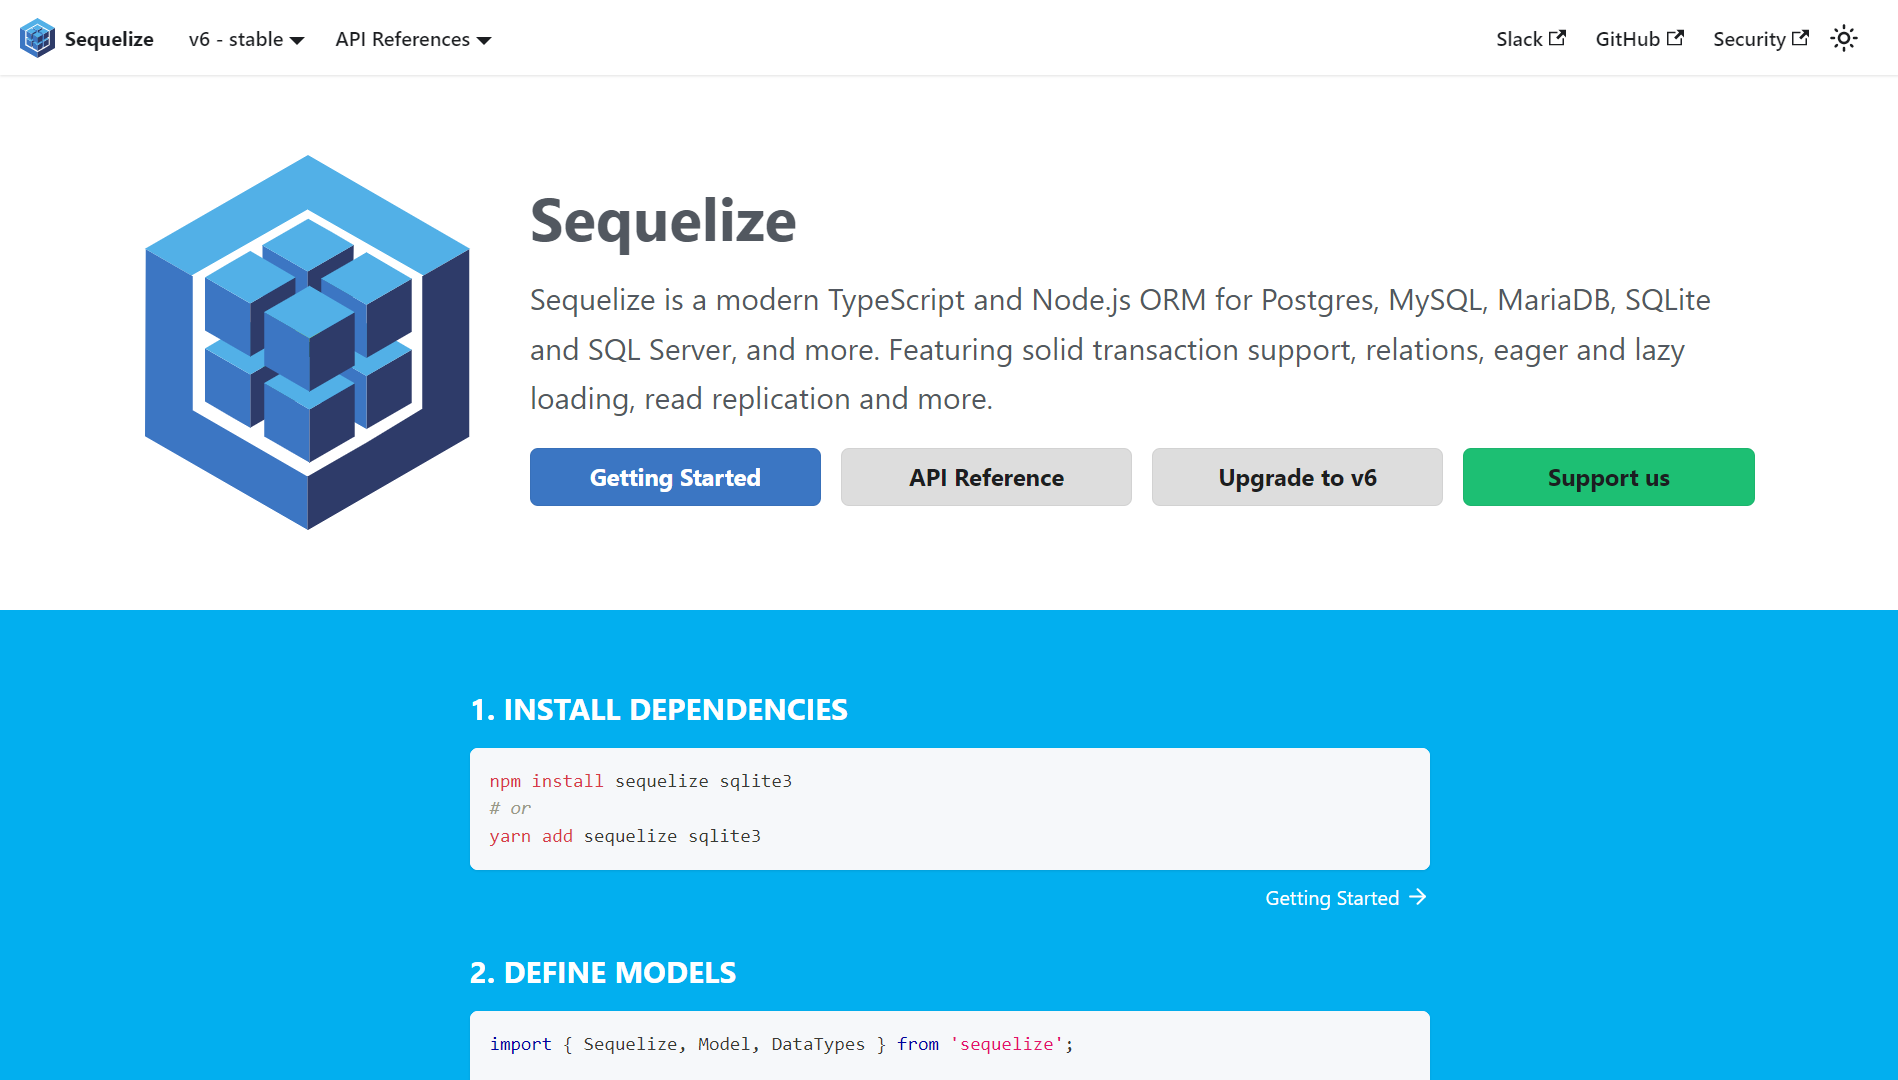 Sequelize
v6 - stable
API References
Slack
GitHub
Security
Sequelize
Sequelize is a modern TypeScript and Node.js ORM for Postgres, MySQL, MariaDB, SQLite
and SQL Server, and more. Featuring solid transaction support, relations, eager and lazy
loading, read replication and more.
Getting Started
API Reference
Upgrade to v6
Support us
1. INSTALL DEPENDENCIES
npm install sequelize sqlite3
# or
yarn add sequelize sqlite3
Getting Started →
2. DEFINE MODELS
import { Sequelize, Model, DataTypes } from 'sequelize';